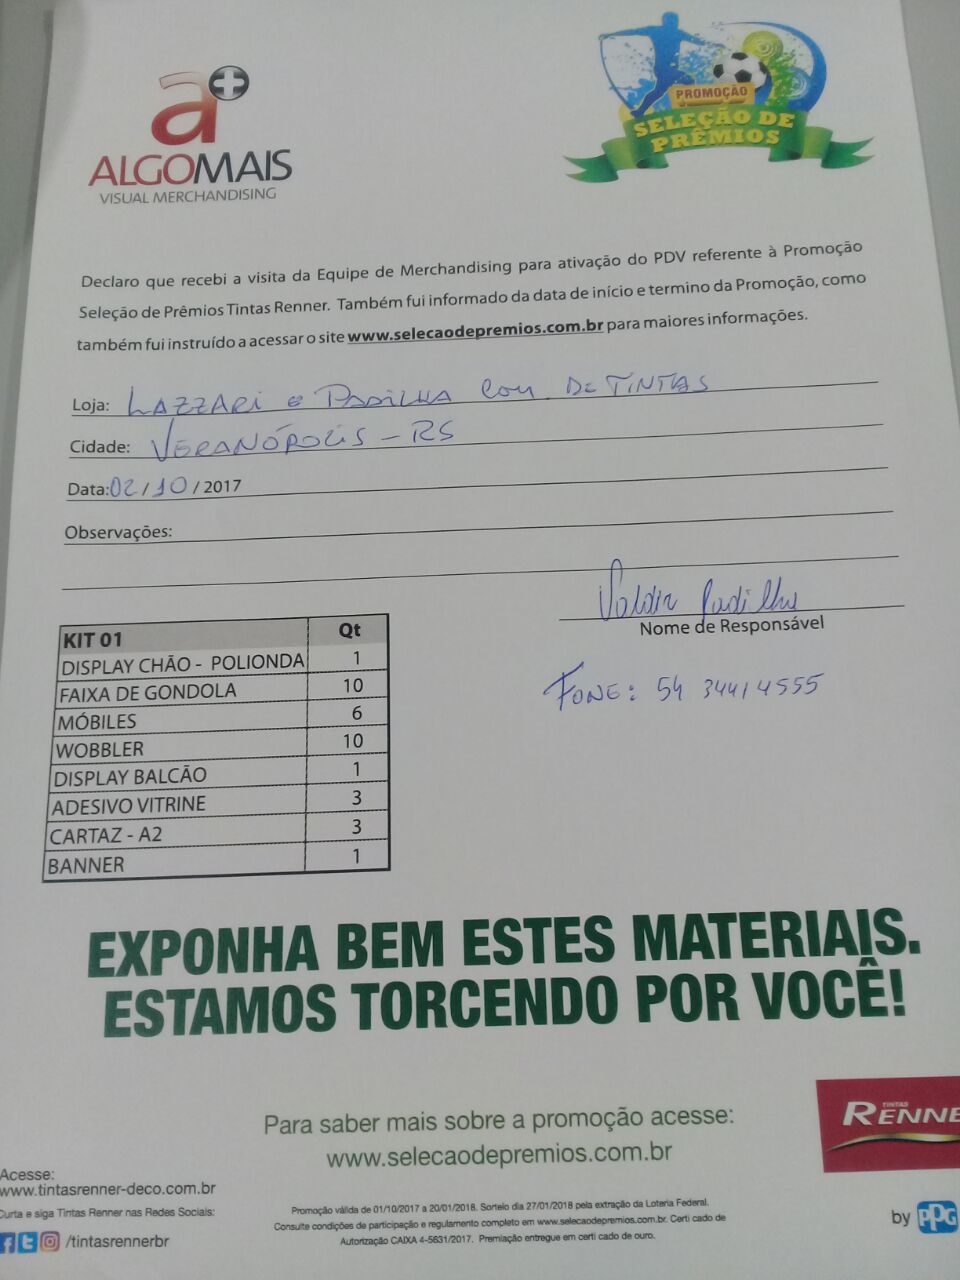 a+
ALGOMAIS
VISUAL MERCHANDISING
PROMOÇÃO
SELEÇÃO DE
PRÊMIOS
Declaro que recebi a visita da Equipe de Merchandising para ativação do PDV referente à Promoção
Seleção de Prêmios Tintas Renner. Também fui informado da data de início e termino da Promoção, como
também fui instruído a acessar o site www.selecaodepremios.com.br para maiores informações.
Loja: LAZZARI E PADILHA COM DE TINTAS
Cidade: VERANÓPOLIS - RS
Data: 02 / 10 / 2017
Observações:
Valdir Padilha
Nome de Responsável
FONE: 54 34414555
KIT 01 Qt
DISPLAY CHÃO - POLIONDA 1
FAIXA DE GONDOLA 10
MÓBILES 6
WOBBLER 10
DISPLAY BALCÃO 1
ADESIVO VITRINE 3
CARTAZ - A2 3
BANNER 1
EXPONHA BEM ESTES MATERIAIS.
ESTAMOS TORCENDO POR VOCÊ!
Para saber mais sobre a promoção acesse:
www.selecaodepremios.com.br
TINTAS
RENNE
Acesse:
www.tintasrenner-deco.com.br
Curta e siga Tintas Renner nas Redes Sociais:
/tintasrennerbr
Promoção válida de 01/10/2017 a 20/01/2018. Sorteio dia 27/01/2018 pela extração da Loteria Federal.
Consulte condições de participação e regulamento completo em www.selecaodepremios.com.br. Certi cado de
Autorização CAIXA 4-5631/2017. Premiação entregue em certi cado de ouro.
by PPG